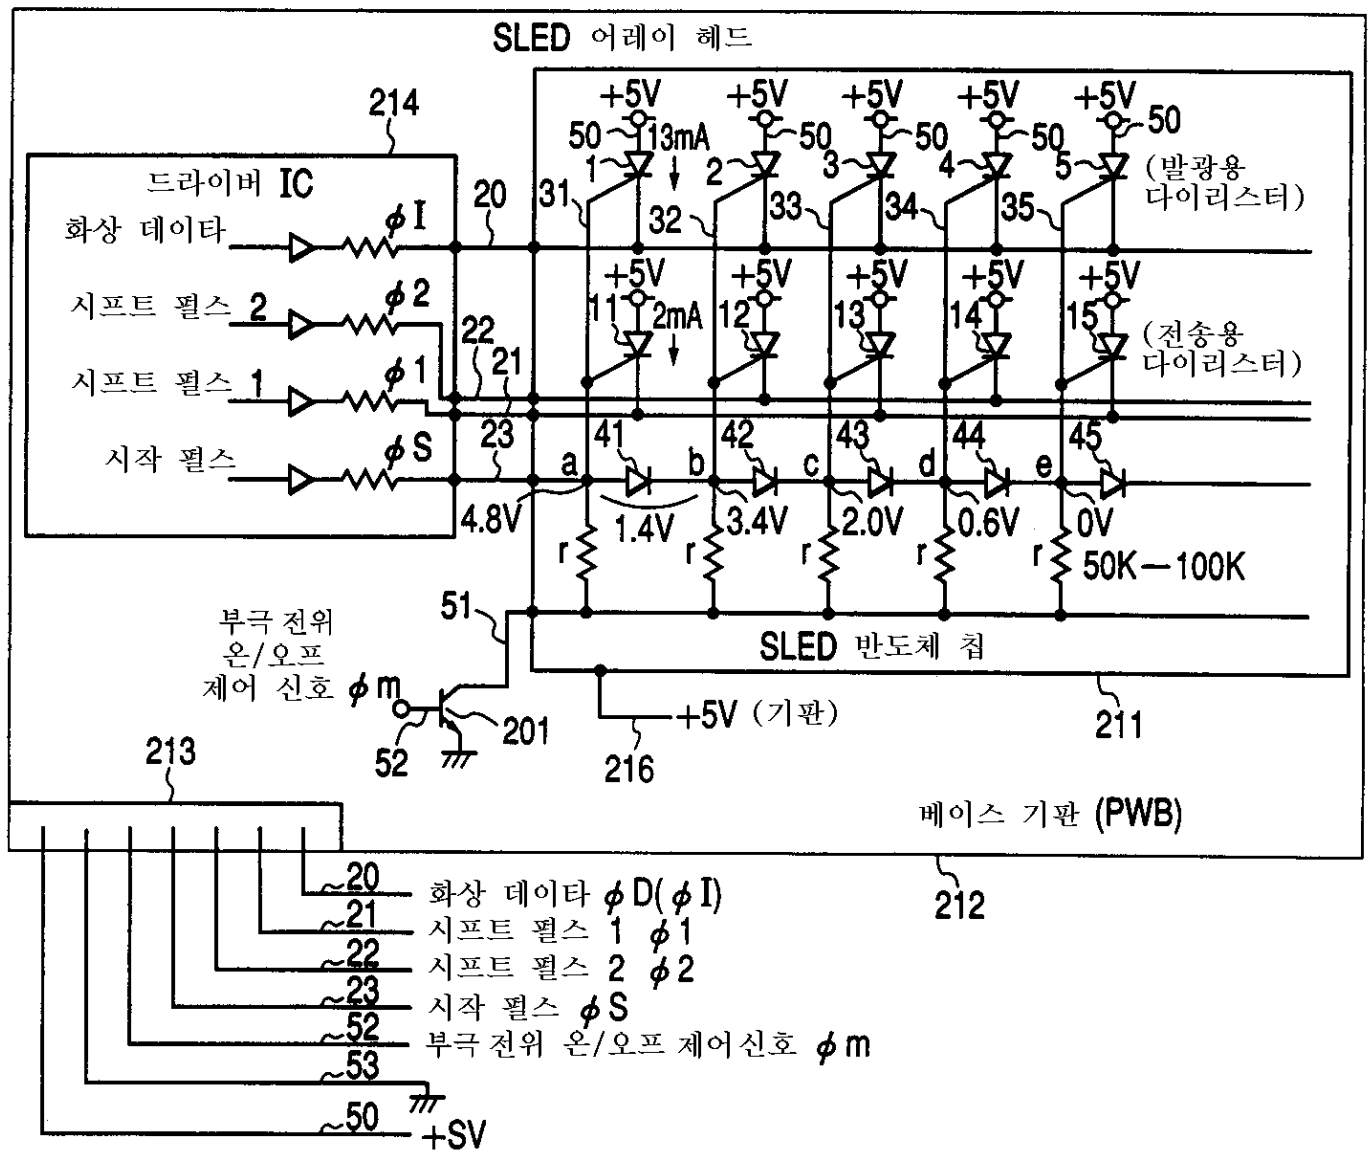 SLED 어레이 헤드
214
드라이버 IC
화상 데이타
φI
20
시프트 펄스 2
φ2
22
시프트 펄스 1
φ1
21
시작 펄스
φS
23
+5V +5V +5V +5V +5V
50 50 50 50 50
13mA
1 2 3 4 5
(발광용
다이리스터)
31 32 33 34 35
+5V +5V +5V +5V +5V
11 12 13 14 15
2mA
(전송용
다이리스터)
41 42 43 44 45
a b c d e
4.8V 1.4V 3.4V 2.0V 0.6V 0V
r r r r r
50K—100K
51
SLED 반도체 칩
부극 전위
온/오프
제어 신호 φm
52
201
+5V (기판)
216
211
213
베이스 기판 (PWB)
212
20 화상 데이타 φD(φI)
21 시프트 펄스 1 φ1
22 시프트 펄스 2 φ2
23 시작 펄스 φS
52 부극 전위 온/오프 제어신호 φm
53
50 +SV